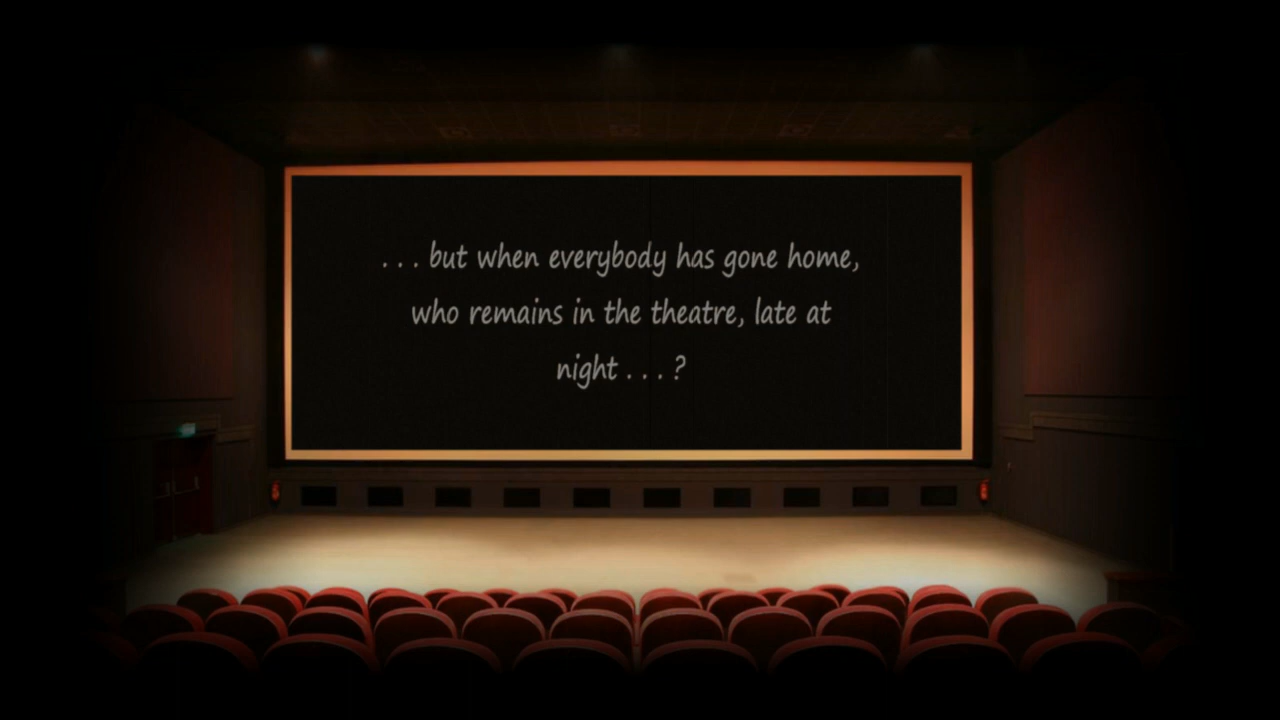 . . . but when everybody has gone home,
who remains in the theatre, late at
night . . . ?